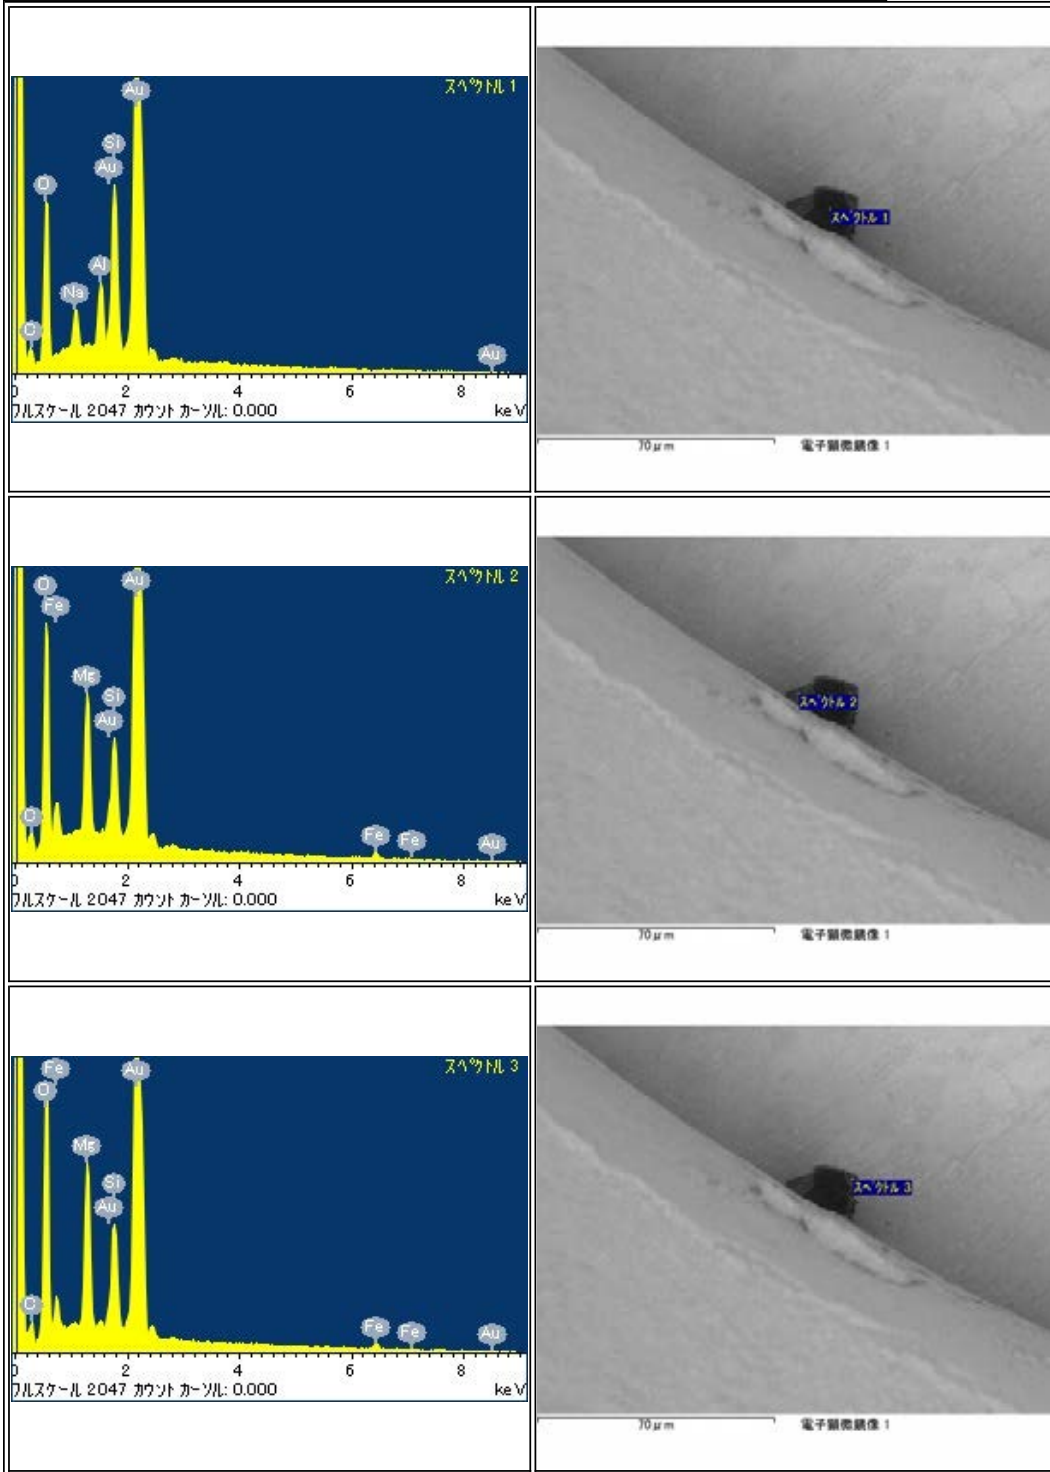 スペクトル 1
Au
Si
Au
O
Al
Na
C
Au
0 2 4 6 8
フルスケール 2047 カウント カーソル: 0.000 keV
スペクトル 1
70μm 電子顕微鏡像 1
スペクトル 2
Au
O
Fe
Mg
Si
Au
C
Fe
Fe
Au
0 2 4 6 8
フルスケール 2047 カウント カーソル: 0.000 keV
スペクトル 2
70μm 電子顕微鏡像 1
スペクトル 3
Fe
Au
O
Mg
Si
Au
C
Fe
Fe
Au
0 2 4 6 8
フルスケール 2047 カウント カーソル: 0.000 keV
スペクトル 3
70μm 電子顕微鏡像 1